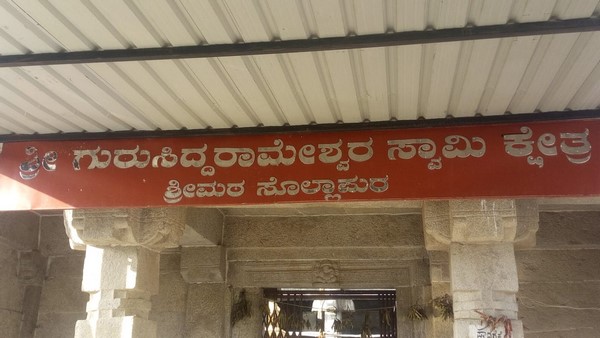 ಶ್ರೀ ಗುರುಸಿದ್ದರಾಮೇಶ್ವರ ಸ್ವಾಮಿ ಕ್ಷೇತ್ರ
ಶ್ರೀಮಠ ಸೊಲ್ಲಾಪುರ